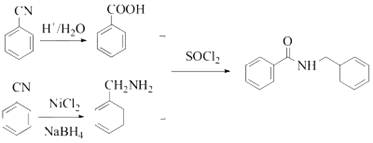 CN
H⁺/H₂O
COOH
SOCl₂
O
NH
CN
NiCl₂
NaBH₄
CH₂NH₂